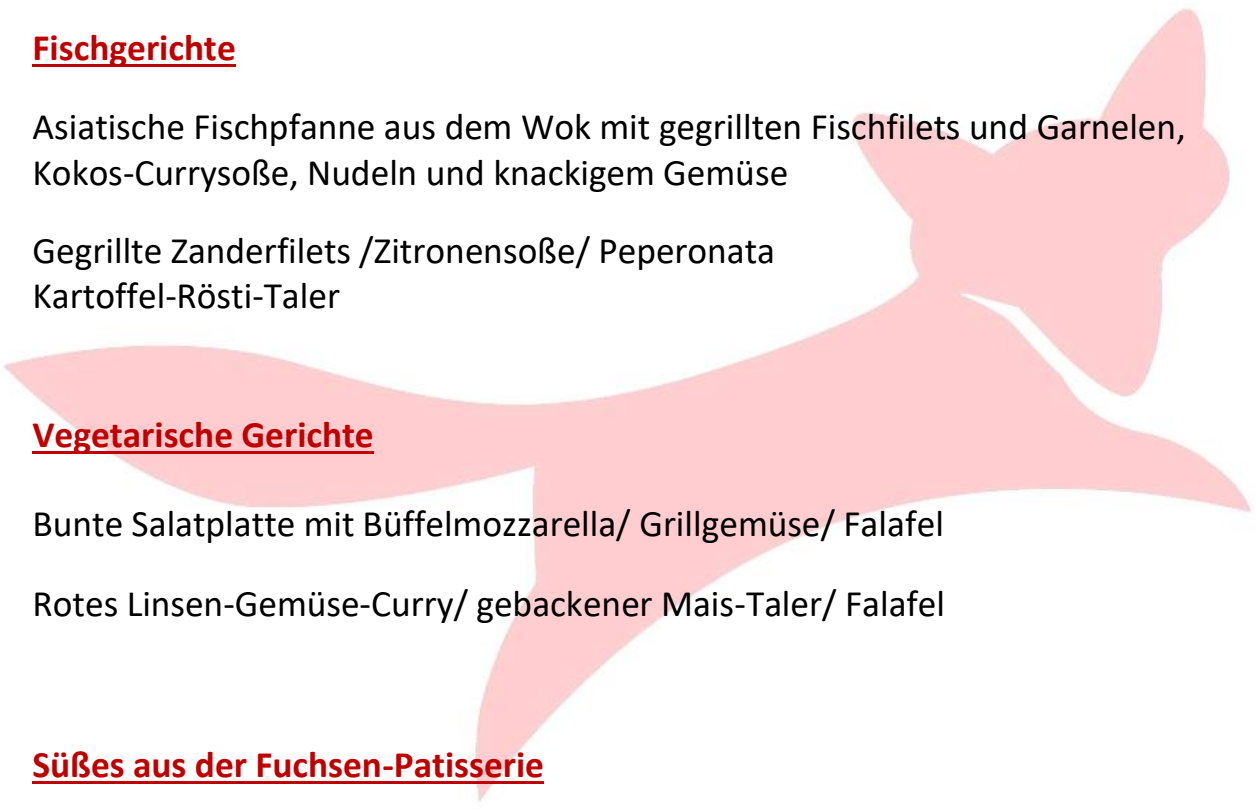 Fischgerichte
Asiatische Fischpfanne aus dem Wok mit gegrillten Fischfilets und Garnelen,
Kokos-Currysoße, Nudeln und knackigem Gemüse
Gegrillte Zanderfilets /Zitronensoße/ Peperonata
Kartoffel-Rösti-Taler
Vegetarische Gerichte
Bunte Salatplatte mit Büffelmozzarella/ Grillgemüse/ Falafel
Rotes Linsen-Gemüse-Curry/ gebackener Mais-Taler/ Falafel
Süßes aus der Fuchsen-Patisserie